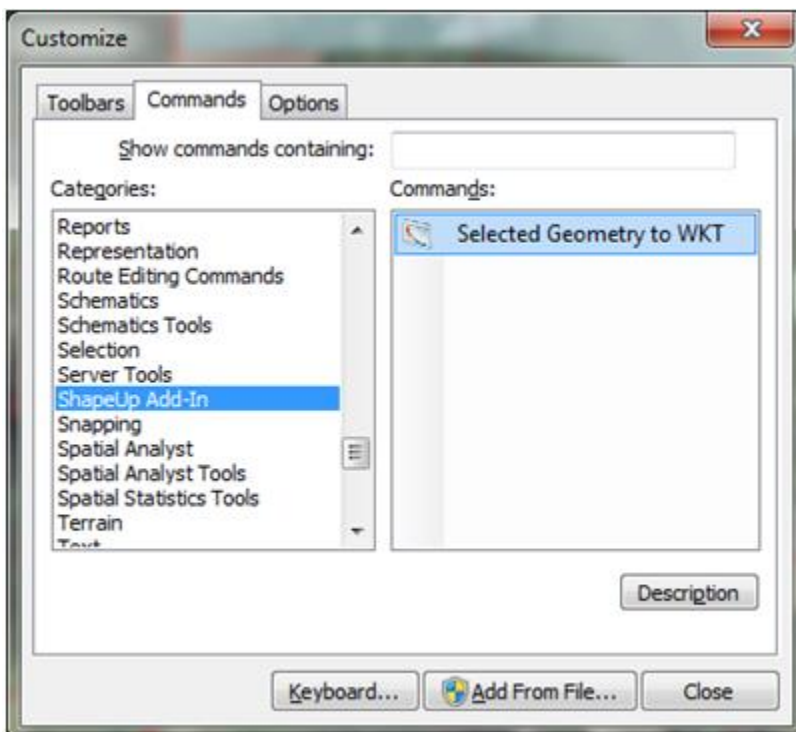 Customize
Toolbars Commands Options
Show commands containing:
Categories: Commands:
Reports
Representation
Route Editing Commands
Schematics
Schematics Tools
Selection
Server Tools
ShapeUp Add-In
Snapping
Spatial Analyst
Spatial Analyst Tools
Spatial Statistics Tools
Terrain
Text
Selected Geometry to WKT
Description
Keyboard... Add From File... Close